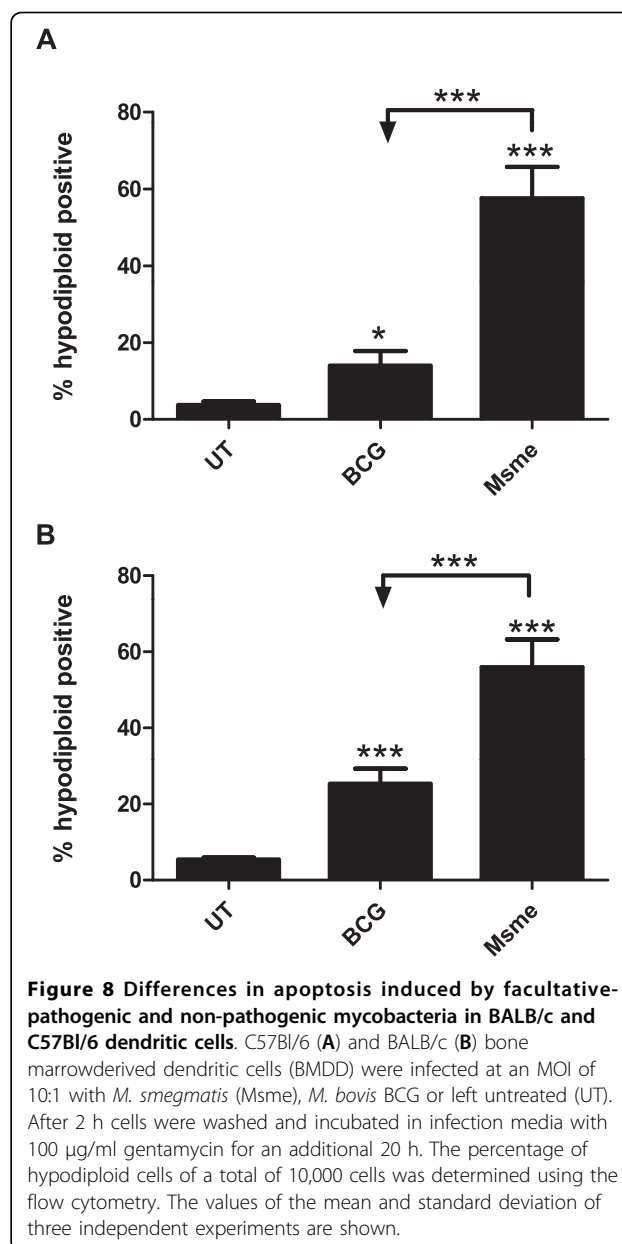 A
***
80
***
60
% hypodiploid positive
40
20
*
0
UT
BCG
Msme
B
***
80
***
60
% hypodiploid positive
40
***
20
0
UT
BCG
Msme
Figure 8 Differences in apoptosis induced by facultative-
pathogenic and non-pathogenic mycobacteria in BALB/c and
C57Bl/6 dendritic cells. C57Bl/6 (A) and BALB/c (B) bone
marrowderived dendritic cells (BMDD) were infected at an MOI of
10:1 with M. smegmatis (Msme), M. bovis BCG or left untreated (UT).
After 2 h cells were washed and incubated in infection media with
100 μg/ml gentamycin for an additional 20 h. The percentage of
hypodiploid cells of a total of 10,000 cells was determined using the
flow cytometry. The values of the mean and standard deviation of
three independent experiments are shown.